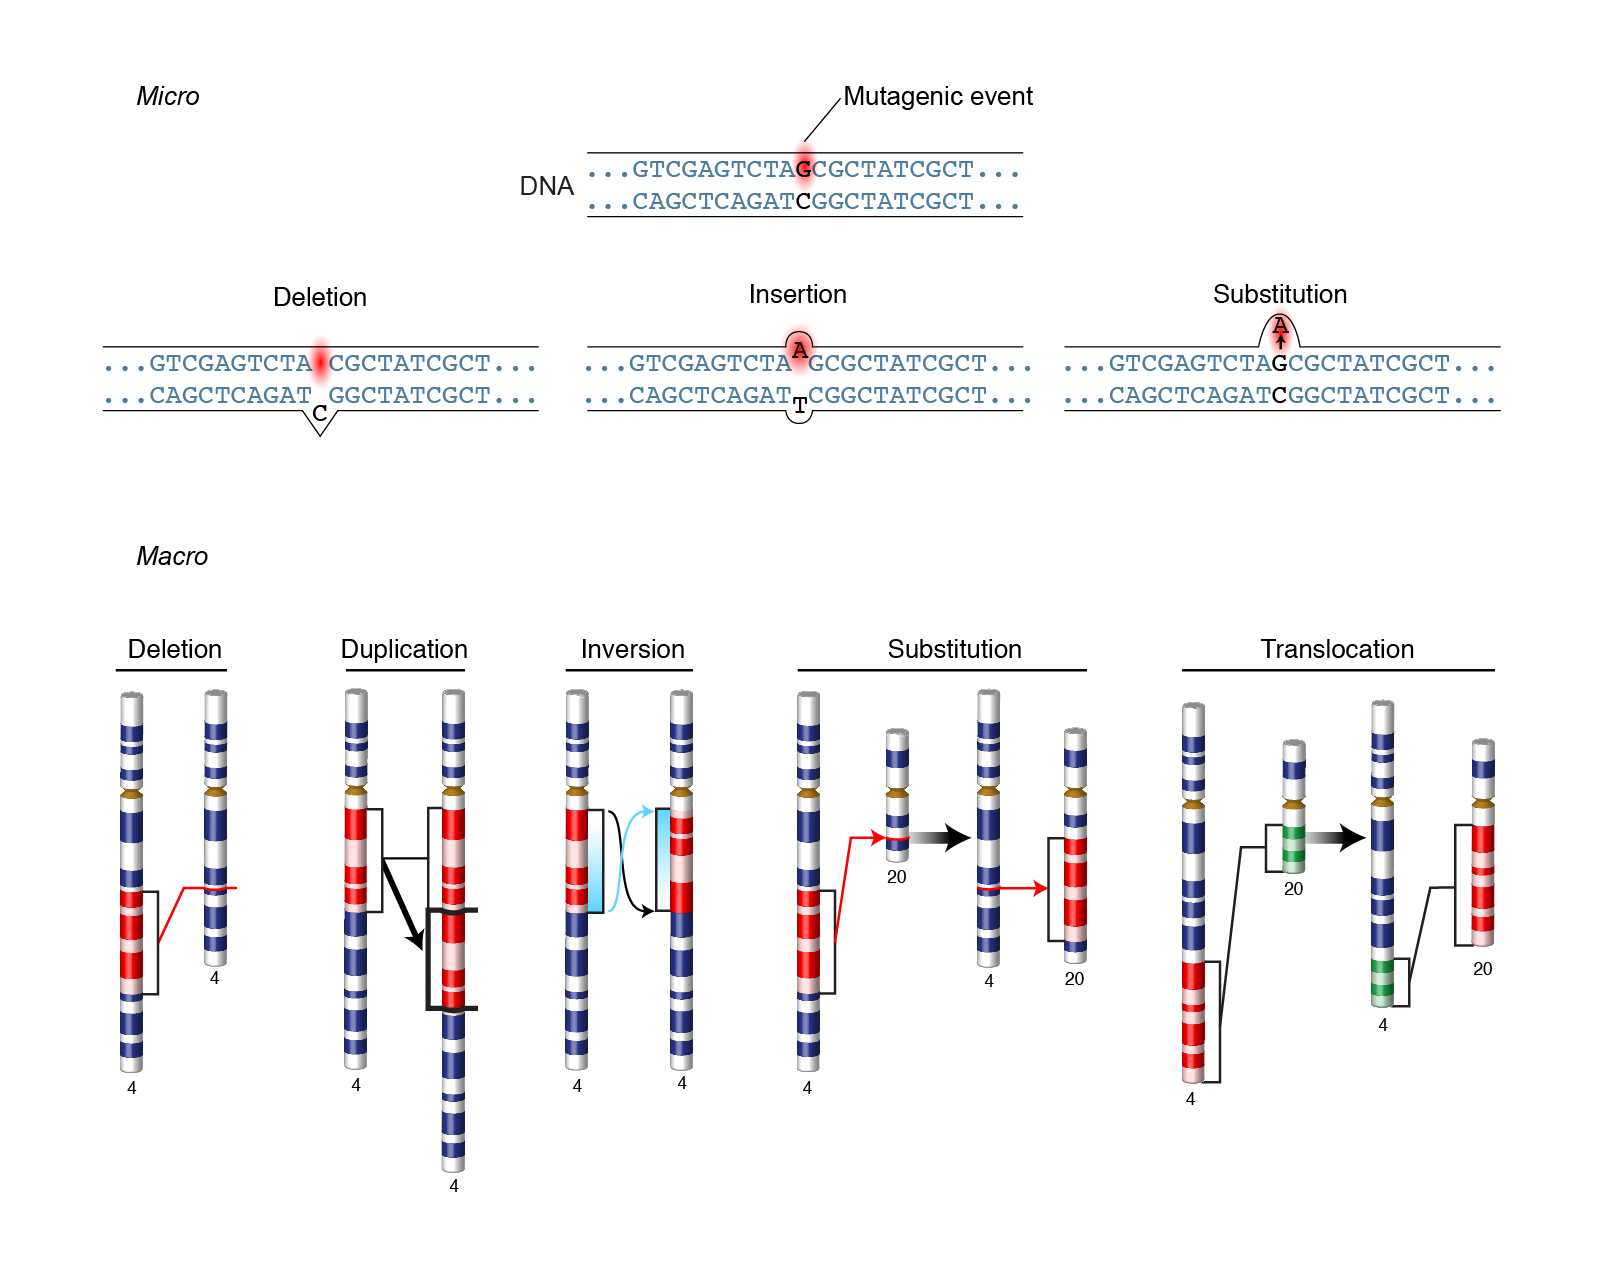 Micro
Mutagenic event
DNA
...GTCGAGTCTAGCGCTATCGCT...
...CAGCTCAGATCGGCTATCGCT...
Deletion
...GTCGAGTCTA CGCTATCGCT...
...CAGCTCAGAT GGCTATCGCT...
C
Insertion
...GTCGAGTCTA GCGCTATCGCT...
A
...CAGCTCAGAT CGGCTATCGCT...
T
Substitution
A
...GTCGAGTCTAGCGCTATCGCT...
...CAGCTCAGATCGGCTATCGCT...
Macro
Deletion
4
4
Duplication
4
4
Inversion
4
4
Substitution
4
20
4
20
Translocation
4
20
4
20